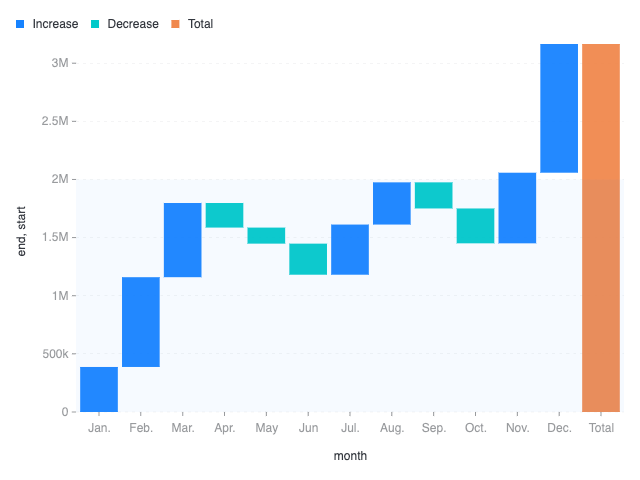 Increase Decrease Total
3M
2.5M
2M
1.5M
1M
500k
0
end, start
Jan. Feb. Mar. Apr. May Jun Jul. Aug. Sep. Oct. Nov. Dec. Total
month